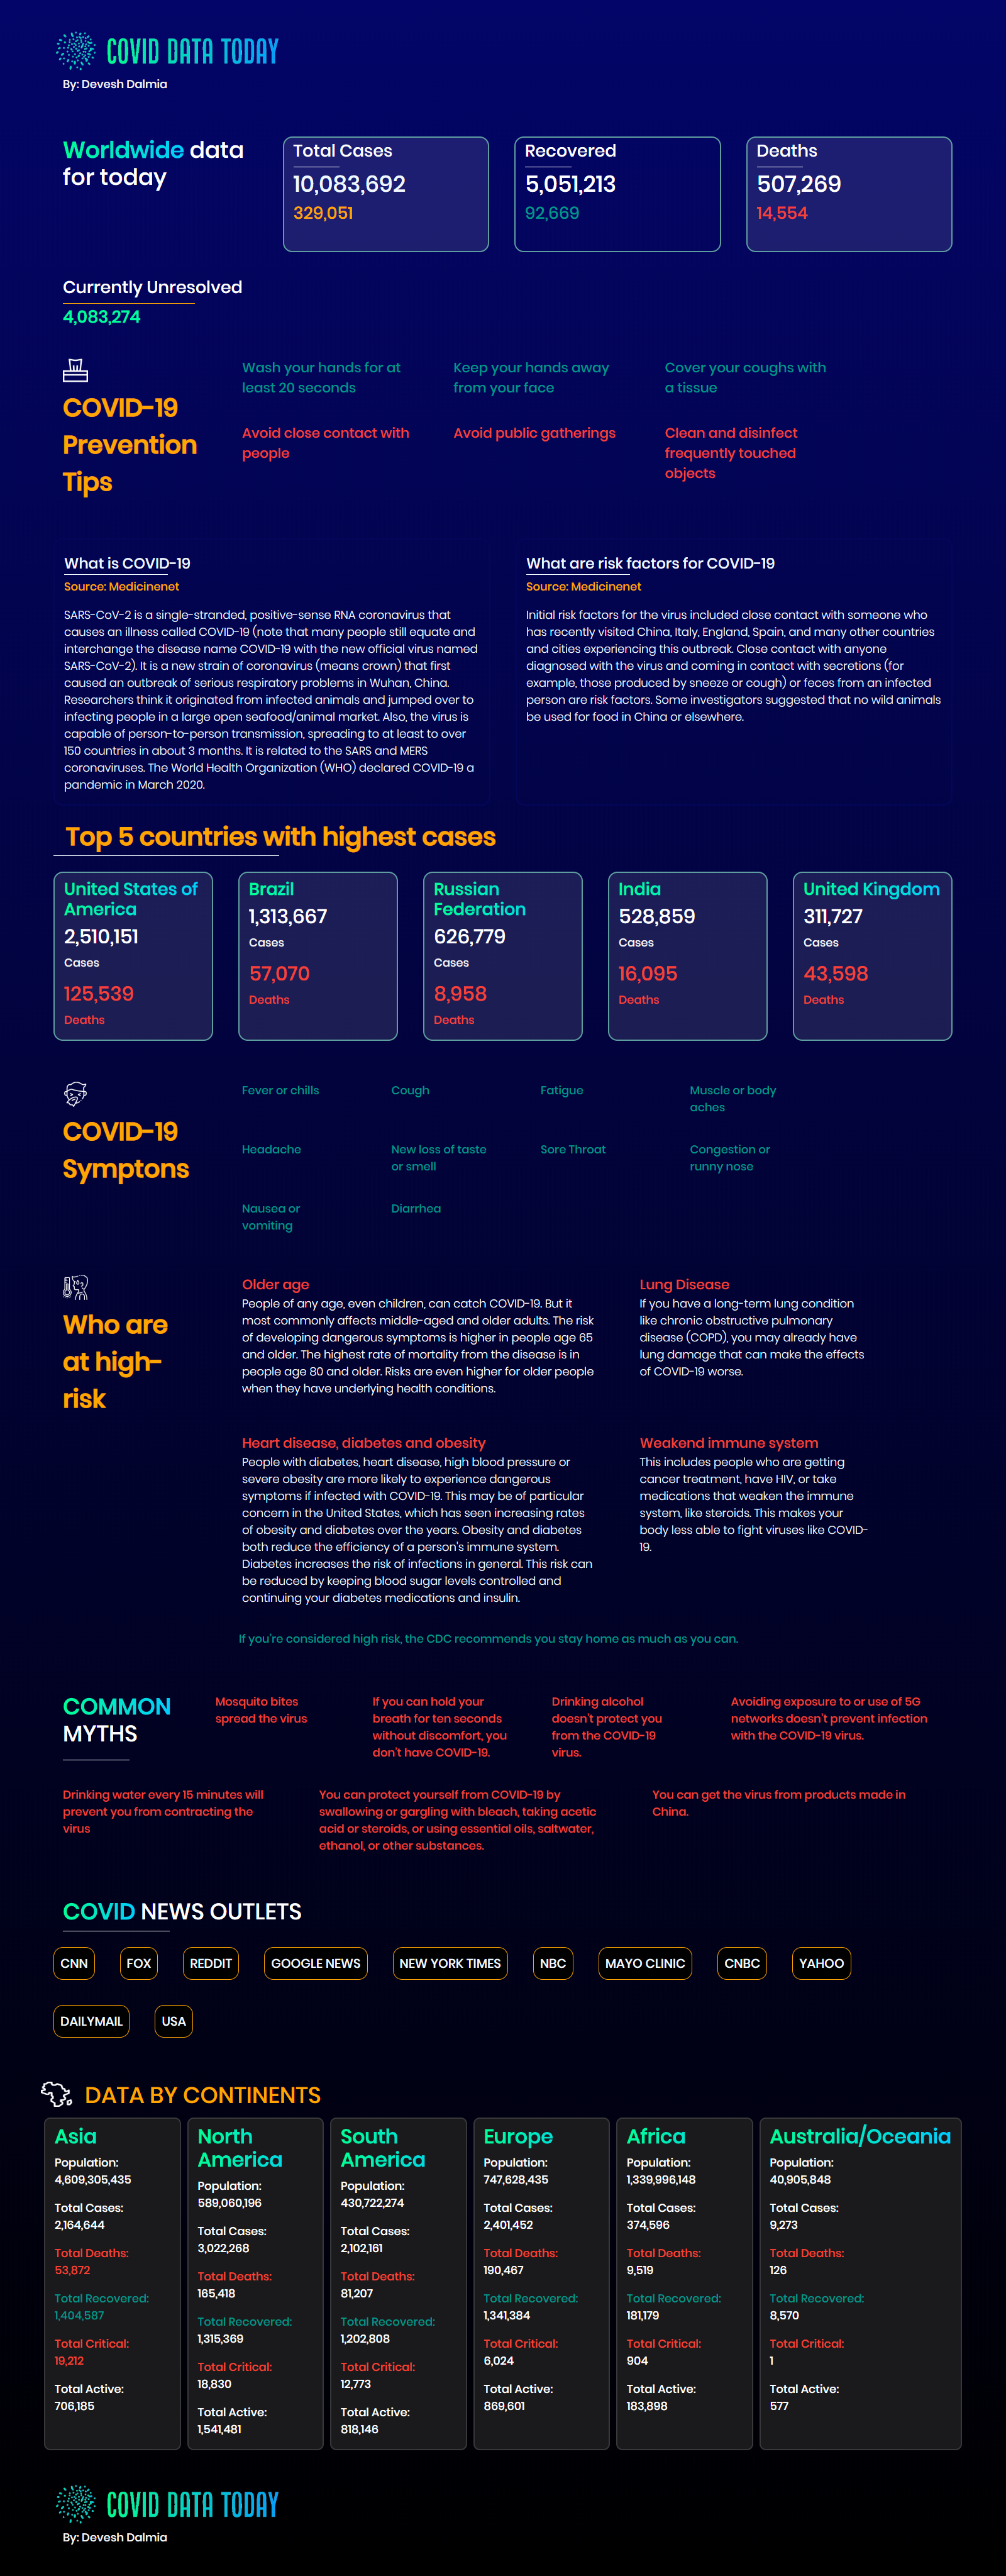 COVID DATA TODAY
By: Devesh Dalmia
Worldwide data
for today
Total Cases
10,083,692
329,051
Recovered
5,051,213
92,669
Deaths
507,269
14,554
Currently Unresolved
4,083,274
COVID-19
Prevention
Tips
Wash your hands for at
least 20 seconds
Keep your hands away
from your face
Cover your coughs with
a tissue
Avoid close contact with
people
Avoid public gatherings
Clean and disinfect
frequently touched
objects
What is COVID-19
Source: Medicinenet
SARS-CoV-2 is a single-stranded, positive-sense RNA coronavirus that
causes an illness called COVID-19 (note that many people still equate and
interchange the disease name COVID-19 with the new official virus named
SARS-CoV-2). It is a new strain of coronavirus (means crown) that first
caused an outbreak of serious respiratory problems in Wuhan, China.
Researchers think it originated from infected animals and jumped over to
infecting people in a large open seafood/animal market. Also, the virus is
capable of person-to-person transmission, spreading to at least to over
150 countries in about 3 months. It is related to the SARS and MERS
coronaviruses. The World Health Organization (WHO) declared COVID-19 a
pandemic in March 2020.
What are risk factors for COVID-19
Source: Medicinenet
Initial risk factors for the virus included close contact with someone who
has recently visited China, Italy, England, Spain, and many other countries
and cities experiencing this outbreak. Close contact with anyone
diagnosed with the virus and coming in contact with secretions (for
example, those produced by sneeze or cough) or feces from an infected
person are risk factors. Some investigators suggested that no wild animals
be used for food in China or elsewhere.
Top 5 countries with highest cases
United States of
America
2,510,151
Cases
125,539
Deaths
Brazil
1,313,667
Cases
57,070
Deaths
Russian
Federation
626,779
Cases
8,958
Deaths
India
528,859
Cases
16,095
Deaths
United Kingdom
311,727
Cases
43,598
Deaths
COVID-19
Symptons
Fever or chills
Cough
Fatigue
Muscle or body
aches
Headache
New loss of taste
or smell
Sore Throat
Congestion or
runny nose
Nausea or
vomiting
Diarrhea
Who are
at high-
risk
Older age
People of any age, even children, can catch COVID-19. But it
most commonly affects middle-aged and older adults. The risk
of developing dangerous symptoms is higher in people age 65
and older. The highest rate of mortality from the disease is in
people age 80 and older. Risks are even higher for older people
when they have underlying health conditions.
Lung Disease
If you have a long-term lung condition
like chronic obstructive pulmonary
disease (COPD), you may already have
lung damage that can make the effects
of COVID-19 worse.
Heart disease, diabetes and obesity
People with diabetes, heart disease, high blood pressure or
severe obesity are more likely to experience dangerous
symptoms if infected with COVID-19. This may be of particular
concern in the United States, which has seen increasing rates
of obesity and diabetes over the years. Obesity and diabetes
both reduce the efficiency of a person's immune system.
Diabetes increases the risk of infections in general. This risk can
be reduced by keeping blood sugar levels controlled and
continuing your diabetes medications and insulin.
Weakend immune system
This includes people who are getting
cancer treatment, have HIV, or take
medications that weaken the immune
system, like steroids. This makes your
body less able to fight viruses like COVID-
19.
If you're considered high risk, the CDC recommends you stay home as much as you can.
COMMON
MYTHS
Mosquito bites
spread the virus
If you can hold your
breath for ten seconds
without discomfort, you
don't have COVID-19.
Drinking alcohol
doesn't protect you
from the COVID-19
virus.
Avoiding exposure to or use of 5G
networks doesn't prevent infection
with the COVID-19 virus.
Drinking water every 15 minutes will
prevent you from contracting the
virus
You can protect yourself from COVID-19 by
swallowing or gargling with bleach, taking acetic
acid or steroids, or using essential oils, saltwater,
ethanol, or other substances.
You can get the virus from products made in
China.
COVID NEWS OUTLETS
CNN
FOX
REDDIT
GOOGLE NEWS
NEW YORK TIMES
NBC
MAYO CLINIC
CNBC
YAHOO
DAILYMAIL
USA
DATA BY CONTINENTS
Asia
Population:
4,609,305,435
Total Cases:
2,164,644
Total Deaths:
53,872
Total Recovered:
1,404,587
Total Critical:
19,212
Total Active:
706,185
North
America
Population:
589,060,196
Total Cases:
3,022,268
Total Deaths:
165,418
Total Recovered:
1,315,369
Total Critical:
18,830
Total Active:
1,541,481
South
America
Population:
430,722,274
Total Cases:
2,102,161
Total Deaths:
81,207
Total Recovered:
1,202,808
Total Critical:
12,773
Total Active:
818,146
Europe
Population:
747,628,435
Total Cases:
2,401,452
Total Deaths:
190,467
Total Recovered:
1,341,384
Total Critical:
6,024
Total Active:
869,601
Africa
Population:
1,339,996,148
Total Cases:
374,596
Total Deaths:
9,519
Total Recovered:
181,179
Total Critical:
904
Total Active:
183,898
Australia/Oceania
Population:
40,905,848
Total Cases:
9,273
Total Deaths:
126
Total Recovered:
8,570
Total Critical:
1
Total Active:
577
COVID DATA TODAY
By: Devesh Dalmia